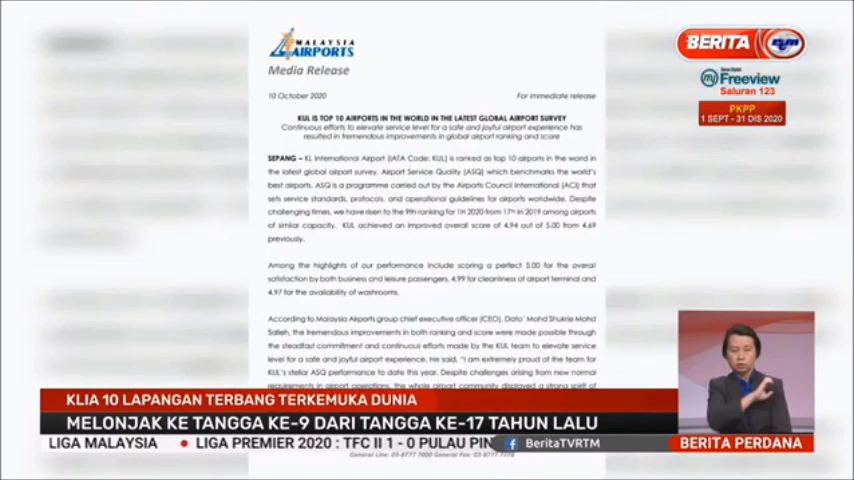 MALAYSIA
AIRPORTS
Media Release
10 October 2020
For immediate release
KUL IS TOP 10 AIRPORTS IN THE WORLD IN THE LATEST GLOBAL AIRPORT SURVEY
Continuous efforts to elevate service level for a safe and joyful airport experience has
resulted in tremendous improvements in global airport ranking and score
SEPANG – KL International Airport (IATA Code: KUL) is ranked as top 10 airports in the world in
the latest global airport survey, Airport Service Quality (ASQ) which benchmarks the world's
best airports. ASQ is a programme carried out by the Airports Council International (ACI) that
sets service standards, protocols, and operational guidelines for airports worldwide. Despite
challenging times, we have risen to the 9th ranking for 1H 2020 from 17th in 2019 among airports
of similar capacity. KUL achieved an improved overall score of 4.94 out of 5.00 from 4.69
previously.
Among the highlights of our performance include scoring a perfect 5.00 for the overall
satisfaction by both business and leisure passengers, 4.99 for cleanliness of airport terminal and
4.97 for the availability of washrooms.
According to Malaysia Airports group chief executive officer (CEO), Dato' Mohd Shukrie Mohd
Salleh, the tremendous improvements in both ranking and score were made possible through
the steadfast commitment and continuous efforts made by the KUL team to elevate service
level for a safe and joyful airport experience. He said, "I am extremely proud of the team for
KUL's stellar ASQ performance to date this year. Despite challenges arising from new normal
requirements in airport operations, the whole airport community displayed a strong spirit of
BERITA
Freeview
Saluran 123
PKPP
1 SEPT - 31 DIS 2020
KLIA 10 LAPANGAN TERBANG TERKEMUKA DUNIA
MELONJAK KE TANGGA KE-9 DARI TANGGA KE-17 TAHUN LALU
LIGA MALAYSIA • LIGA PREMIER 2020 : TFC II 1 - 0 PULAU PIN
BeritaTVRTM
BERITA PERDANA